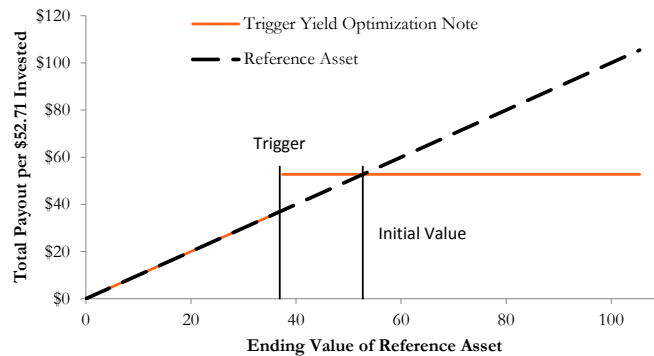 $120
Trigger Yield Optimization Note
$100
Reference Asset
$80
Trigger
$60
$40
Initial Value
$20
$0
0 20 40 60 80 100
Ending Value of Reference Asset
Total Payout per $52.71 Invested